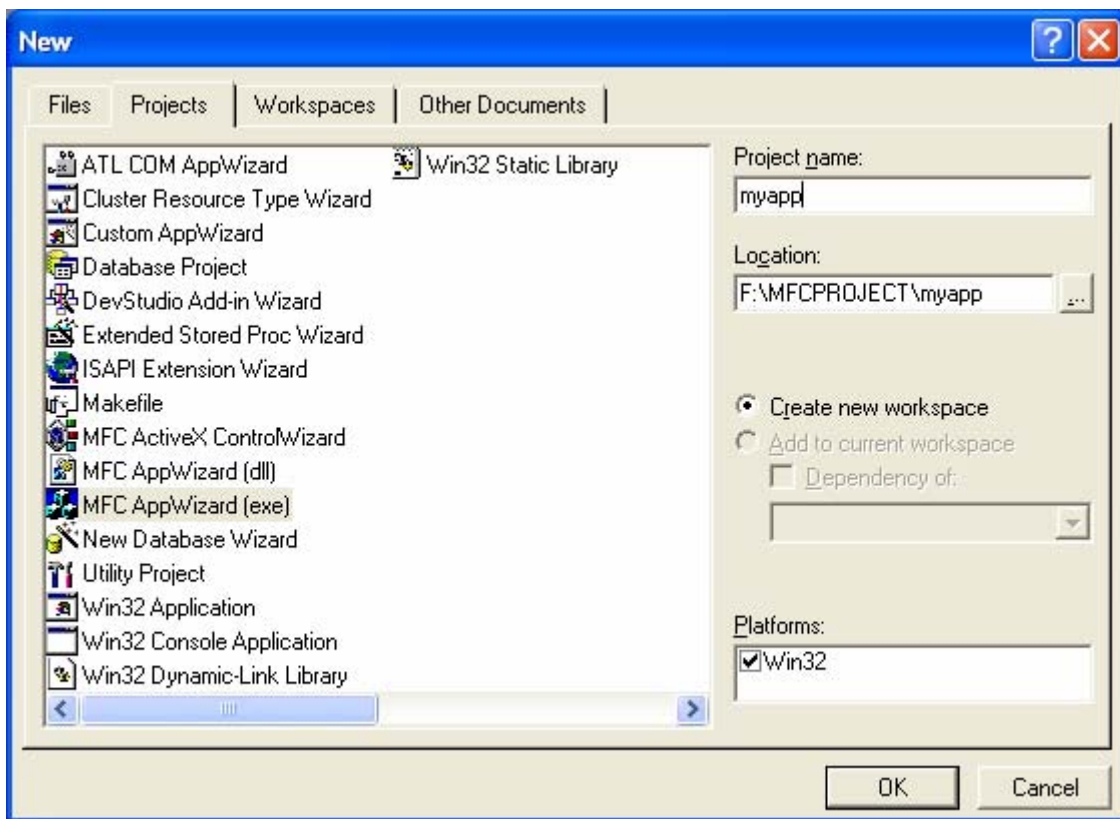 New
Files Projects Workspaces Other Documents
ATL COM AppWizard
Cluster Resource Type Wizard
Custom AppWizard
Database Project
DevStudio Add-in Wizard
Extended Stored Proc Wizard
ISAPI Extension Wizard
Makefile
MFC ActiveX ControlWizard
MFC AppWizard (dll)
MFC AppWizard (exe)
New Database Wizard
Utility Project
Win32 Application
Win32 Console Application
Win32 Dynamic-Link Library
Win32 Static Library
Project name:
myapp
Location:
F:\MFCPROJECT\myapp
...
Create new workspace
Add to current workspace
Dependency of:
Platforms:
Win32
OK Cancel